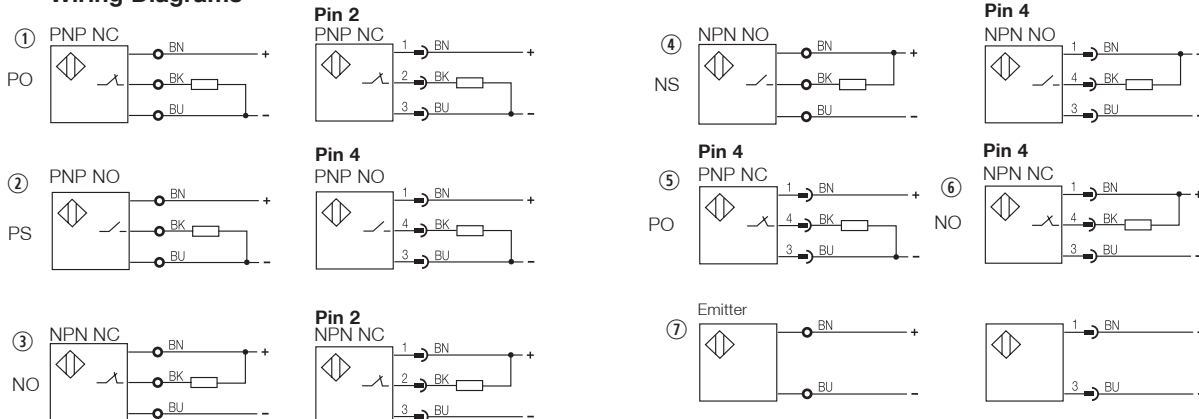 Wiring Diagrams
① PNP NC
PO
BN +
BK
BU -
Pin 2
PNP NC
1 BN +
2 BK
3 BU -
② PNP NO
PS
BN +
BK
BU -
Pin 4
PNP NO
1 BN +
4 BK
3 BU -
③ NPN NC
NO
BN +
BK
BU -
Pin 2
NPN NC
1 BN +
2 BK
3 BU -
④ NPN NO
NS
BN +
BK
BU -
Pin 4
NPN NO
1 BN +
4 BK
3 BU -
⑤ Pin 4
PNP NC
PO
1 BN +
4 BK
3 BU -
⑥ Pin 4
NPN NC
NO
1 BN +
4 BK
3 BU -
⑦ Emitter
BN +
BU -
1 BN +
3 BU -